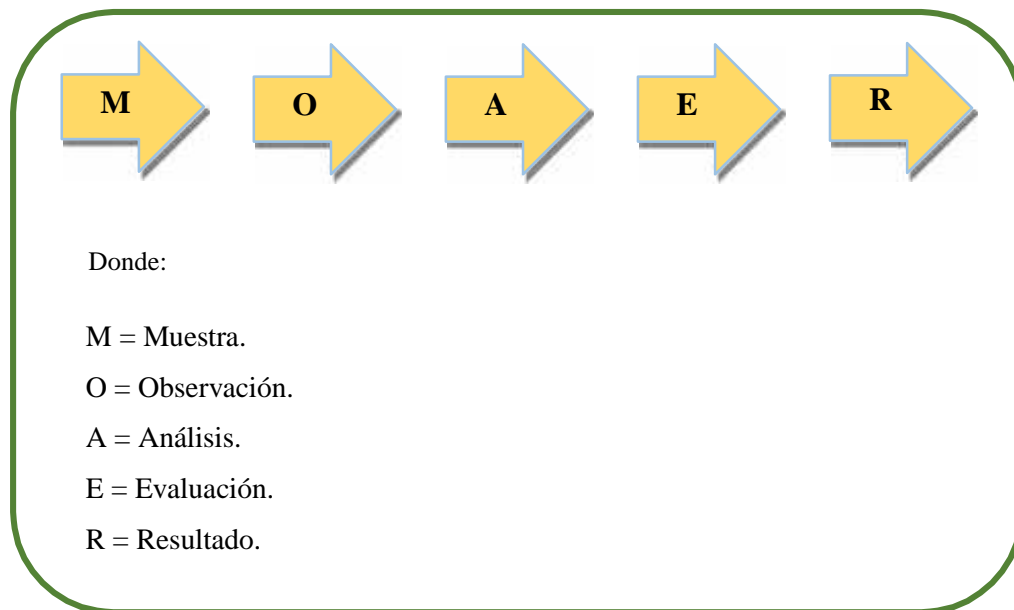 M O A E R
Donde:
M = Muestra.
O = Observación.
A = Análisis.
E = Evaluación.
R = Resultado.